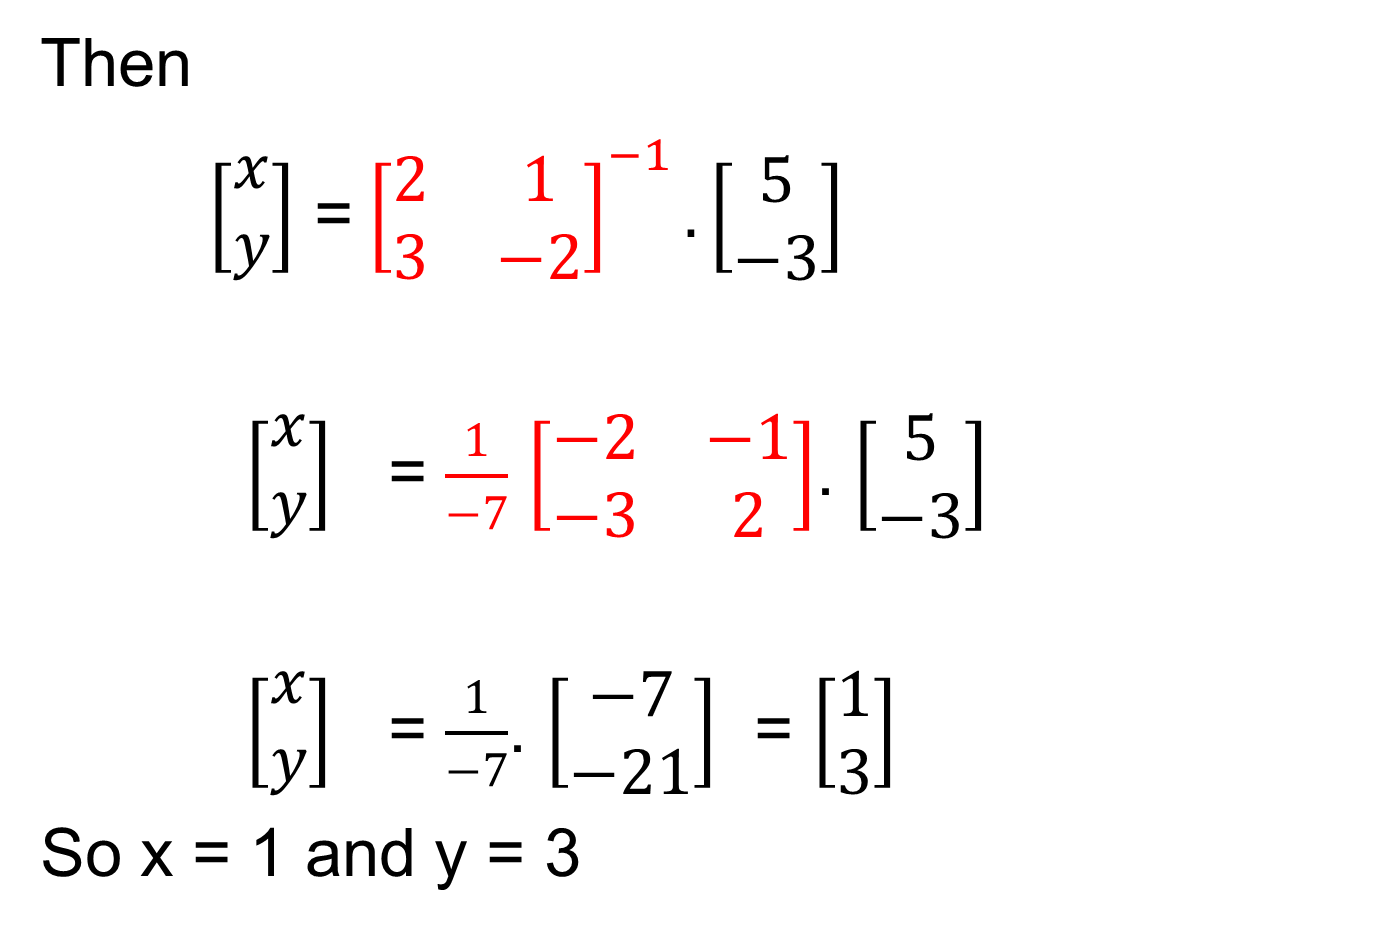 Then
[x y] = [2 1 3 −2]⁻¹ . [5 −3]
[x y] = 1/−7 [−2 −1 −3 2] . [5 −3]
[x y] = 1/−7 . [−7 −21] = [1 3]
So x = 1 and y = 3